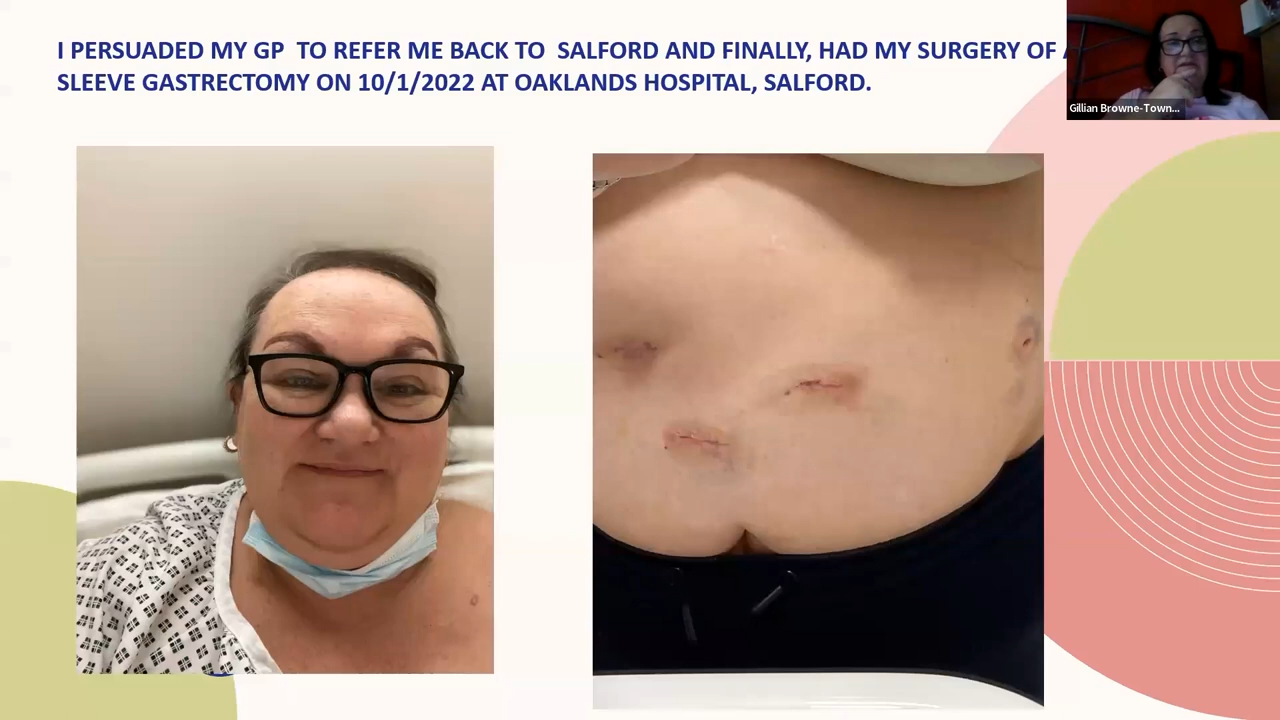 I PERSUADED MY GP  TO REFER ME BACK TO  SALFORD AND FINALLY, HAD MY SURGERY OF
SLEEVE GASTRECTOMY ON 10/1/2022 AT OAKLANDS HOSPITAL, SALFORD.
Gillian Browne-Town...